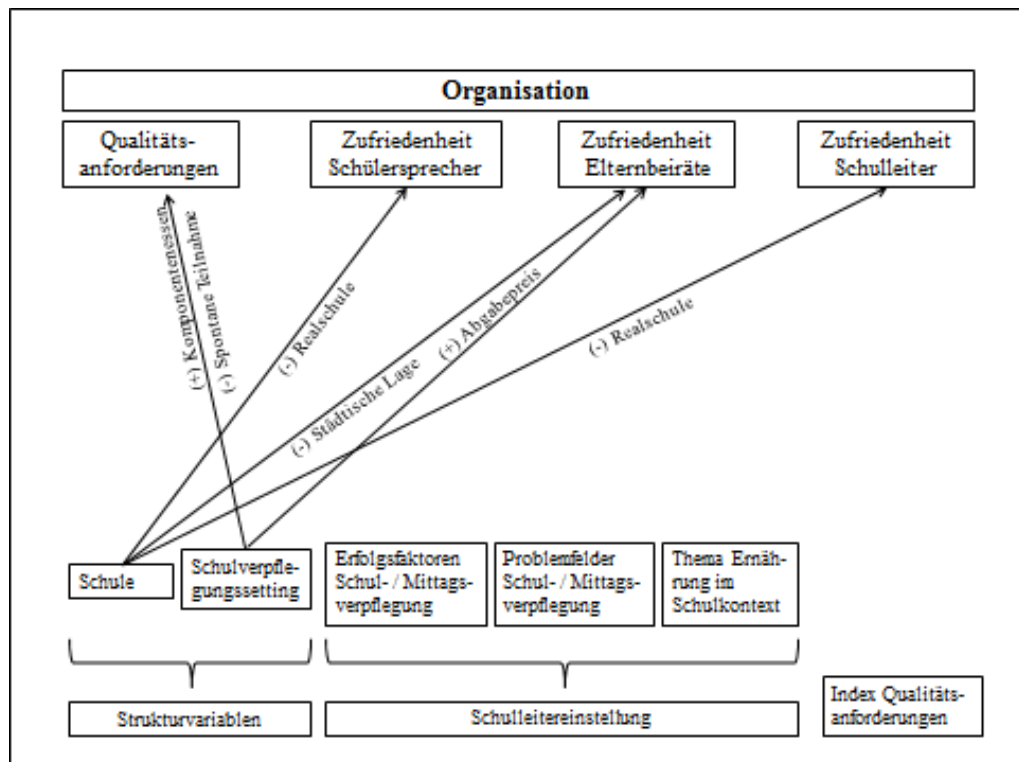 Organisation
Qualitäts-
anforderungen
Zufriedenheit
Schülersprecher
Zufriedenheit
Elternbeiräte
Zufriedenheit
Schulleiter
(+) Komponentenessen
(-) Spontane Teilnahme
(-) Realschule
(-) Städtische Lage
(+) Abgabepreis
(-) Realschule
Schule
Schulverpfle-
gungssetting
Erfolgsfaktoren
Schul- / Mittags-
verpflegung
Problemfelder
Schul- / Mittags-
verpflegung
Thema Ernäh-
rung im
Schulkontext
Strukturvariablen
Schulleitereinstellung
Index Qualitäts-
anforderungen